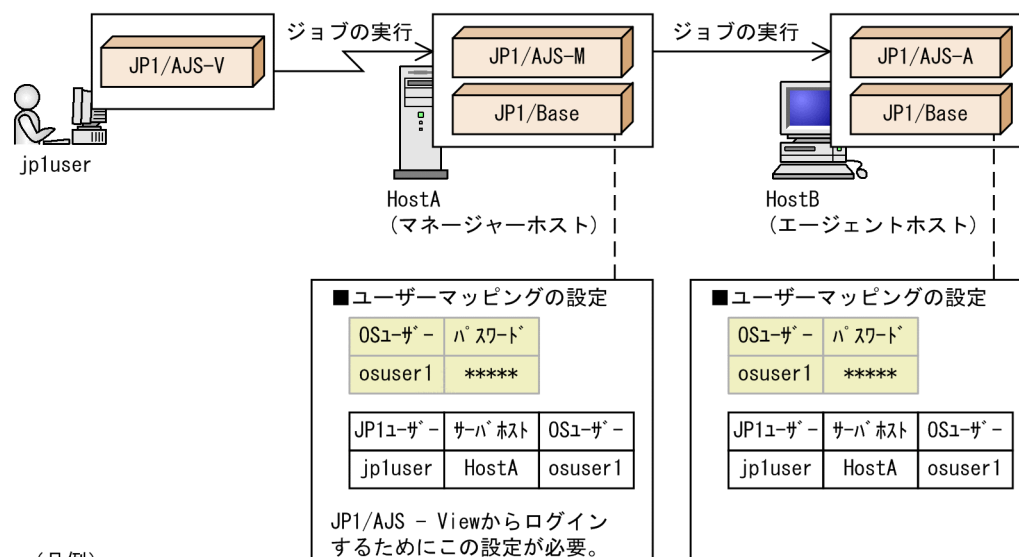 ジョブの実行
ジョブの実行
JP1/AJS-V
JP1/AJS-M
JP1/AJS-A
JP1/Base
JP1/Base
jp1user
HostA
(マネージャーホスト)
HostB
(エージェントホスト)
■ユーザーマッピングの設定
OSユーザー パスワード
osuser1 *****
JP1ユーザー サーバホスト OSユーザー
jp1user HostA osuser1
JP1/AJS - Viewからログイン
するためにこの設定が必要。
■ユーザーマッピングの設定
OSユーザー パスワード
osuser1 *****
JP1ユーザー サーバホスト OSユーザー
jp1user HostA osuser1